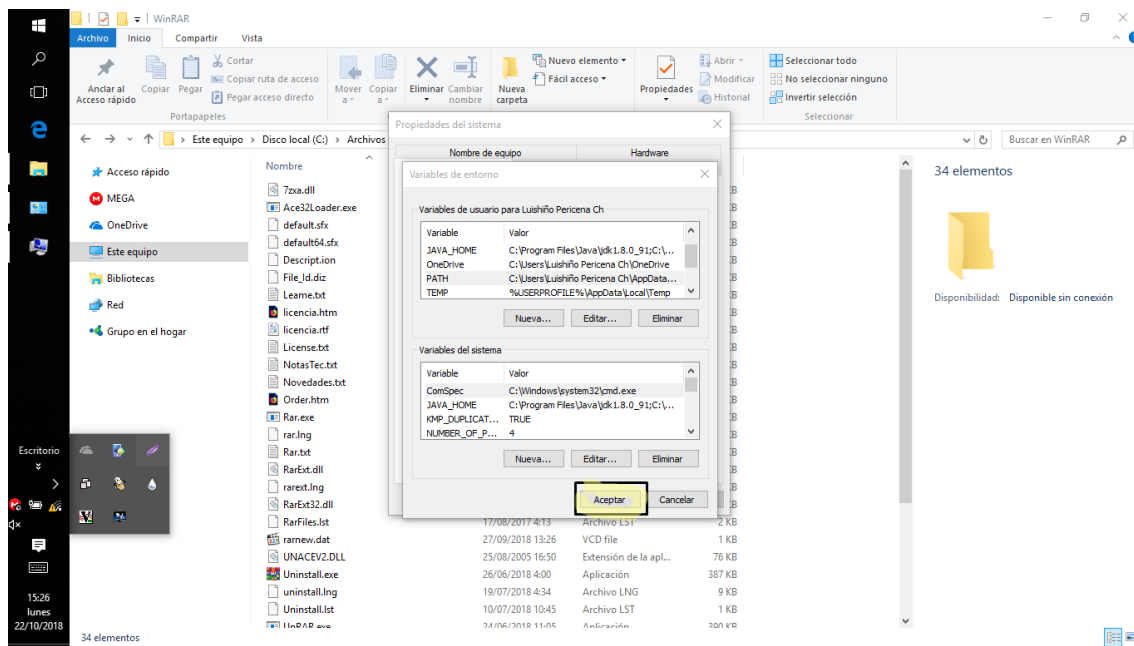 WinRAR
Archivo Inicio Compartir Vista
Anclar al Acceso rápido
Copiar
Pegar
Cortar
Copiar ruta de acceso
Pegar acceso directo
Portapapeles
Mover a
Copiar a
Eliminar
Cambiar nombre
Nueva carpeta
Nuevo elemento
Fácil acceso
Propiedades
Abrir
Modificar
Historial
Seleccionar todo
No seleccionar ninguno
Invertir selección
Seleccionar
Este equipo > Disco local (C:) > Archivos
Buscar en WinRAR
Acceso rápido
MEGA
OneDrive
Este equipo
Bibliotecas
Red
Grupo en el hogar
Nombre
7zxa.dll
Ace32Loader.exe
default.sfx
default64.sfx
Descript.ion
File_Id.diz
Leame.txt
licencia.htm
licencia.rtf
License.txt
NotasTec.txt
Novedades.txt
Order.htm
Rar.exe
rar.lng
Rar.txt
RarExt.dll
rarext.lng
RarExt32.dll
RarFiles.lst 17/08/2017 4:13 Archivo LST 2 KB
rarnew.dat 27/09/2018 13:26 VCD file 1 KB
UNACEV2.DLL 25/08/2005 16:50 Extensión de la apl... 76 KB
Uninstall.exe 26/06/2018 4:00 Aplicación 387 KB
uninstall.lng 19/07/2018 4:34 Archivo LNG 9 KB
Uninstall.lst 10/07/2018 10:45 Archivo LST 1 KB
UnRAR.exe 24/06/2018 11:05 Aplicación 390 KB
34 elementos
Disponibilidad: Disponible sin conexión
Propiedades del sistema
Nombre de equipo Hardware
Variables de entorno
Variables de usuario para Luishiño Pericena Ch
Variable Valor
JAVA_HOME C:\Program Files\Java\jdk1.8.0_91;C:\...
OneDrive C:\Users\Luishiño Pericena Ch\OneDrive
PATH C:\Users\Luishiño Pericena Ch\AppData...
TEMP %USERPROFILE%\AppData\Local\Temp
Nueva... Editar... Eliminar
Variables del sistema
Variable Valor
ComSpec C:\Windows\system32\cmd.exe
JAVA_HOME C:\Program Files\Java\jdk1.8.0_91;C:\...
KMP_DUPLICAT... TRUE
NUMBER_OF_P... 4
Nueva... Editar... Eliminar
Aceptar Cancelar
Escritorio
15:26
lunes
22/10/2018
34 elementos